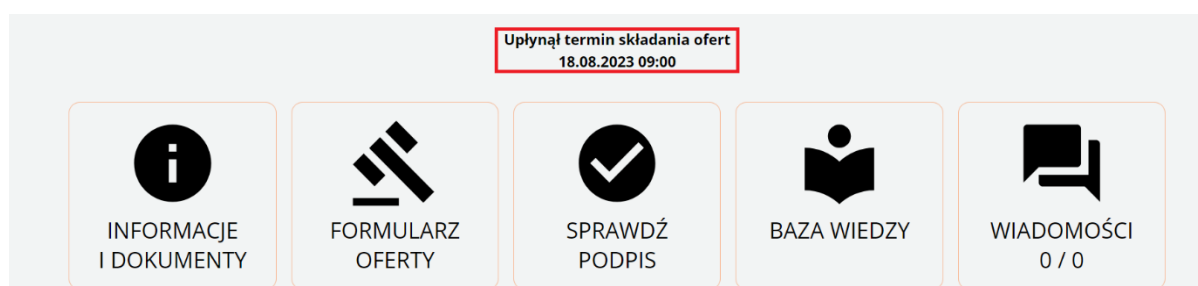 Upłynął termin składania ofert
18.08.2023 09:00
INFORMACJE
I DOKUMENTY
FORMULARZ
OFERTY
SPRAWDŹ
PODPIS
BAZA WIEDZY
WIADOMOŚCI
0 / 0